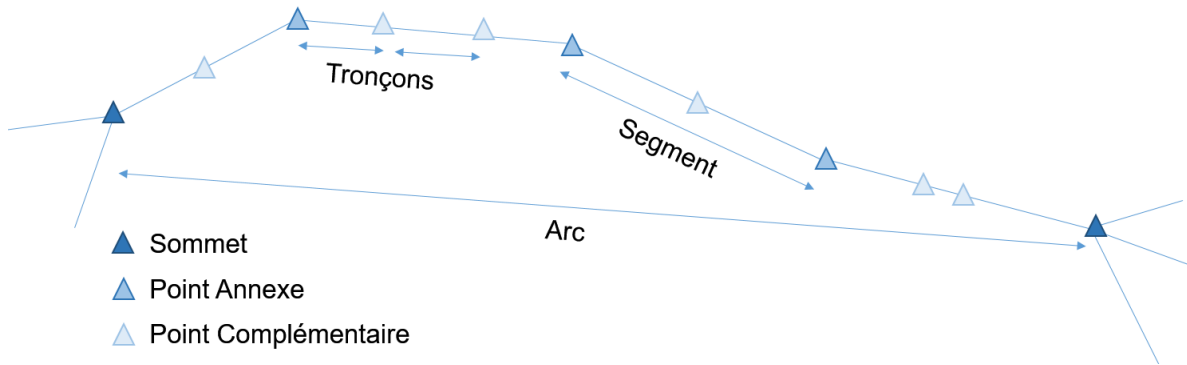 Tronçons
Segment
Arc
Sommet
Point Annexe
Point Complémentaire